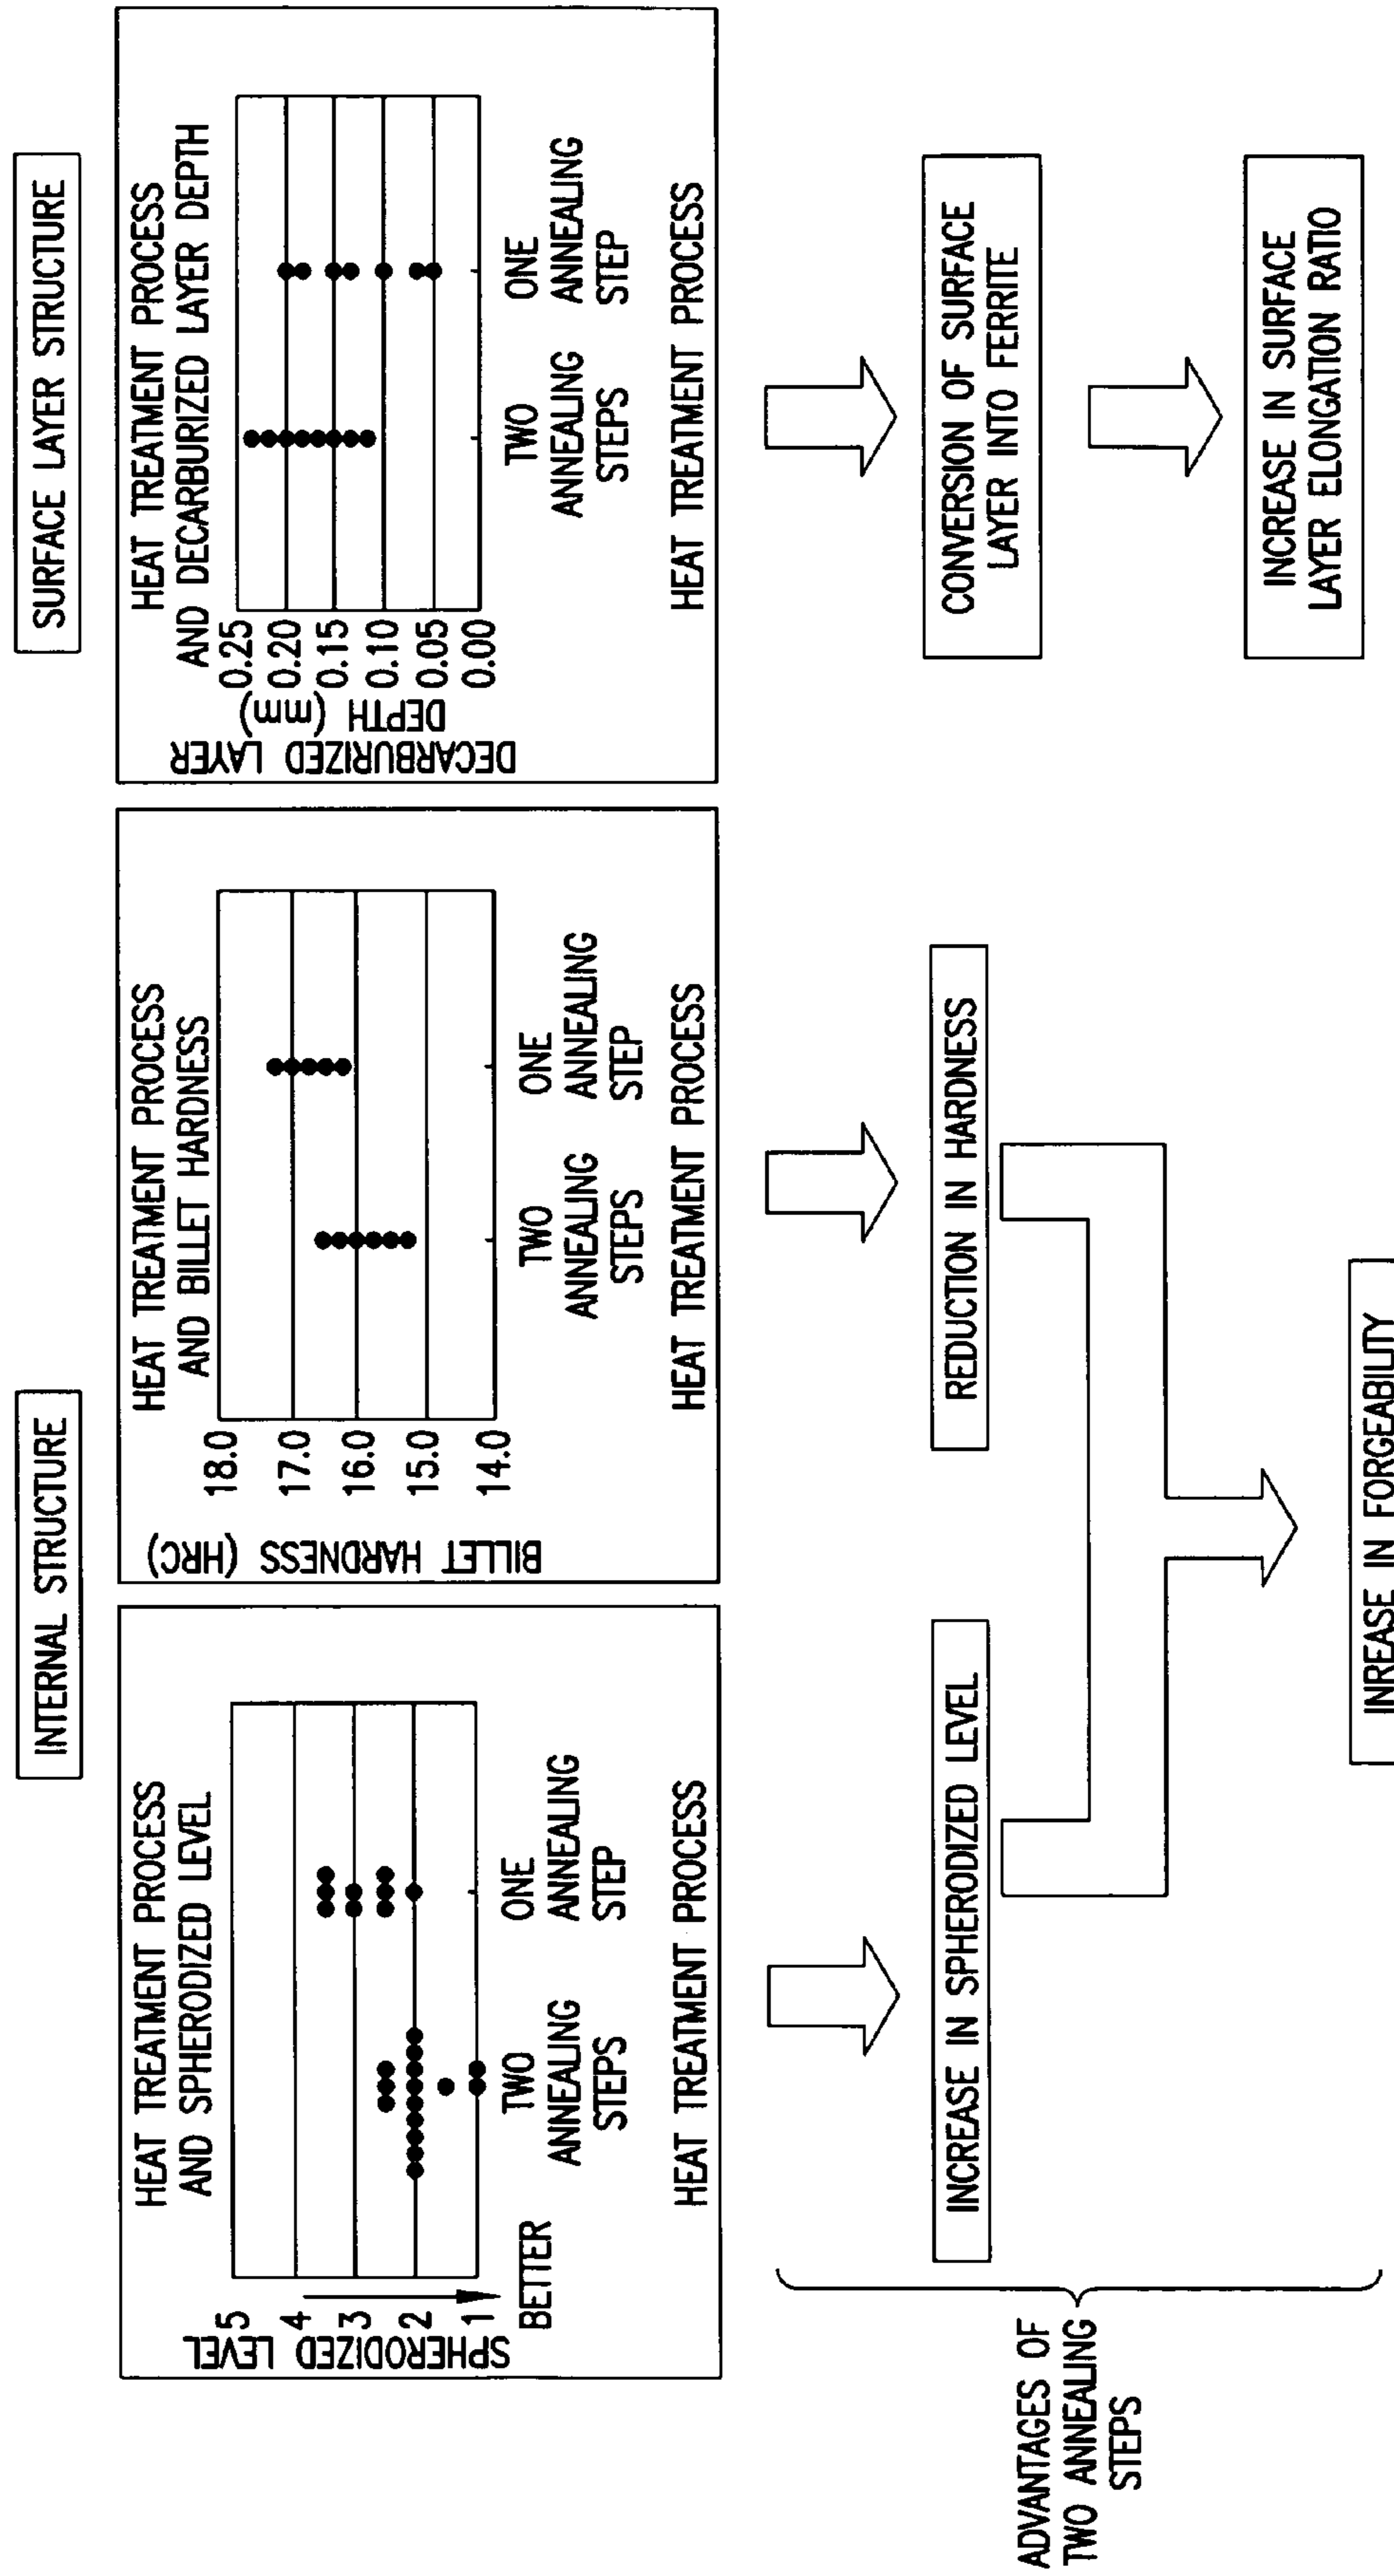 INTERNAL STRUCTURE
SURFACE LAYER STRUCTURE
HEAT TREATMENT PROCESS
AND SPHERODIZED LEVEL
SPHERODIZED LEVEL
5
4
3
2
1
BETTER
TWO
ANNEALING
STEPS
ONE
ANNEALING
STEP
HEAT TREATMENT PROCESS
HEAT TREATMENT PROCESS
AND BILLET HARDNESS
BILLET HARDNESS (HRC)
18.0
17.0
16.0
15.0
14.0
TWO
ANNEALING
STEPS
ONE
ANNEALING
STEP
HEAT TREATMENT PROCESS
HEAT TREATMENT PROCESS
AND DECARBURIZED LAYER DEPTH
DECARBURIZED LAYER
DEPTH (mm)
0.25
0.20
0.15
0.10
0.05
0.00
TWO
ANNEALING
STEPS
ONE
ANNEALING
STEP
HEAT TREATMENT PROCESS
ADVANTAGES OF
TWO ANNEALING
STEPS
INCREASE IN SPHERODIZED LEVEL
REDUCTION IN HARDNESS
CONVERSION OF SURFACE
LAYER INTO FERRITE
INREASE IN FORGEABILITY
INCREASE IN SURFACE
LAYER ELONGATION RATIO